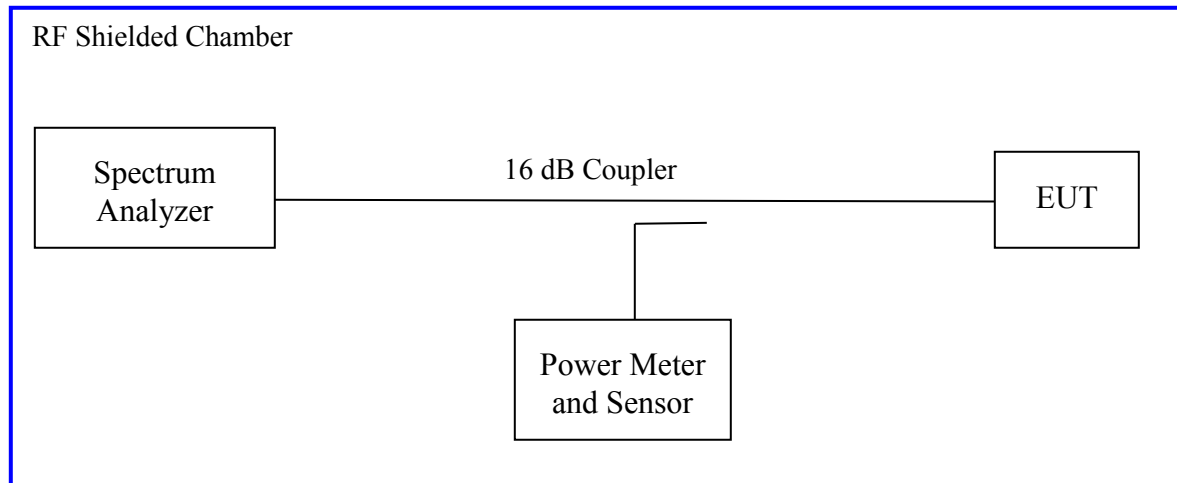 RF Shielded Chamber
Spectrum
Analyzer
16 dB Coupler
EUT
Power Meter
and Sensor